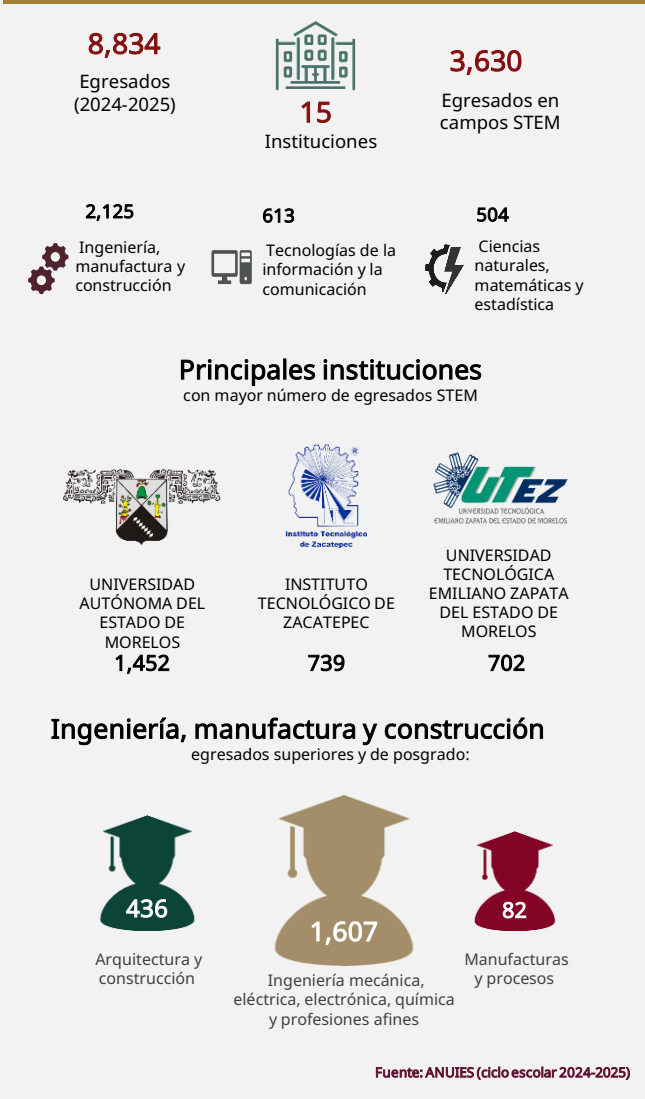 8,834
Egresados
(2024-2025)
15
Instituciones
3,630
Egresados en
campos STEM
2,125
Ingeniería,
manufactura y
construcción
613
Tecnologías de la
información y la
comunicación
504
Ciencias
naturales,
matemáticas y
estadística
Principales instituciones
con mayor número de egresados STEM
®
Instituto Tecnológico
de Zacatepec
UTEZ
UNIVERSIDAD TECNOLÓGICA
EMILIANO ZAPATA DEL ESTADO DE MORELOS
UNIVERSIDAD
AUTÓNOMA DEL
ESTADO DE
MORELOS
1,452
INSTITUTO
TECNOLÓGICO DE
ZACATEPEC
739
UNIVERSIDAD
TECNOLÓGICA
EMILIANO ZAPATA
DEL ESTADO DE
MORELOS
702
Ingeniería, manufactura y construcción
egresados superiores y de posgrado:
436
Arquitectura y
construcción
1,607
Ingeniería mecánica,
eléctrica, electrónica, química
y profesiones afines
82
Manufacturas
y procesos
Fuente: ANUIES (ciclo escolar 2024-2025)